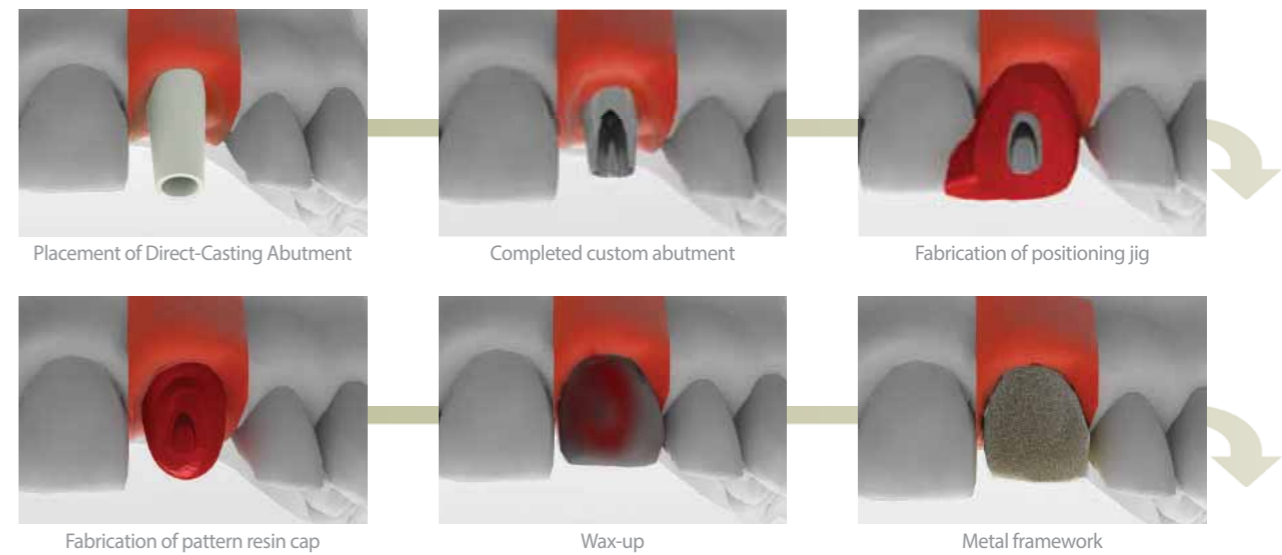 Placement of Direct-Casting Abutment
Completed custom abutment
Fabrication of positioning jig
Fabrication of pattern resin cap
Wax-up
Metal framework